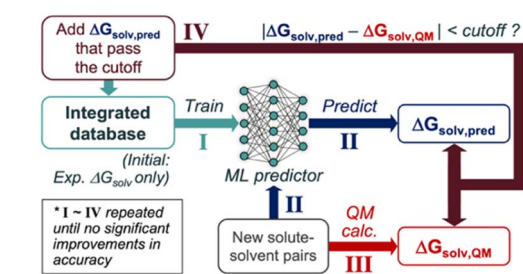 Add ΔGsolv,pred
that pass
the cutoff
IV
|ΔGsolv,pred – ΔGsolv,QM| < cutoff ?
Integrated
database
Train
I
Predict
II
ΔGsolv,pred
(Initial:
Exp. ΔGsolv only)
ML predictor
* I ~ IV repeated
until no significant
improvements in
accuracy
II
New solute-
solvent pairs
QM
calc.
III
ΔGsolv,QM